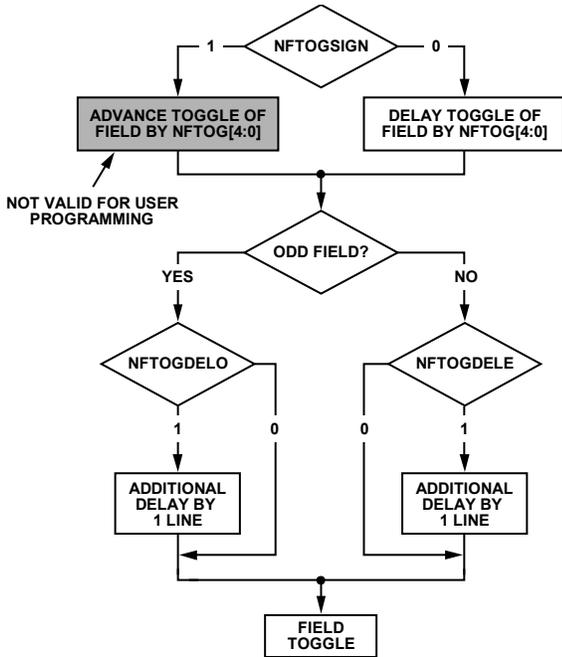 1
NFTOGSIGN
0
ADVANCE TOGGLE OF
FIELD BY NFTOG[4:0]
DELAY TOGGLE OF
FIELD BY NFTOG[4:0]
NOT VALID FOR USER
PROGRAMMING
ODD FIELD?
YES
NO
NFTOGDELO
NFTOGDELE
1
0
0
1
ADDITIONAL
DELAY BY
1 LINE
ADDITIONAL
DELAY BY
1 LINE
FIELD
TOGGLE